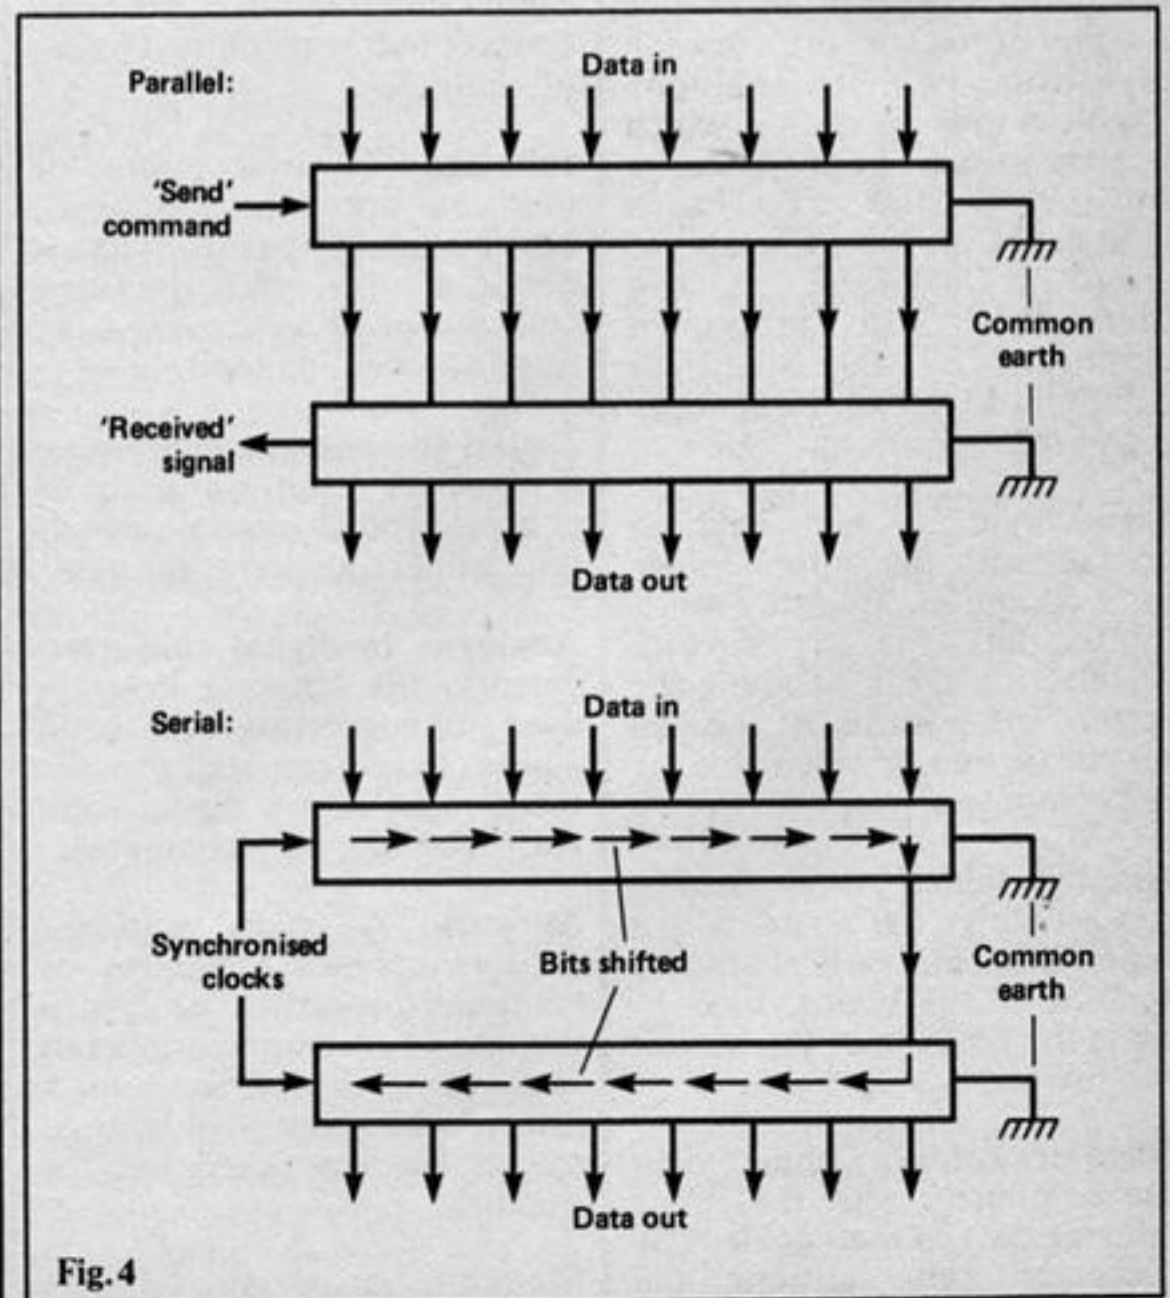 Data in
Parallel:
'Send'
command
Common
earth
'Received'
signal
Data out
Data in
Serial:
Synchronised
clocks
Bits shifted
Common
earth
Data out
Fig. 4